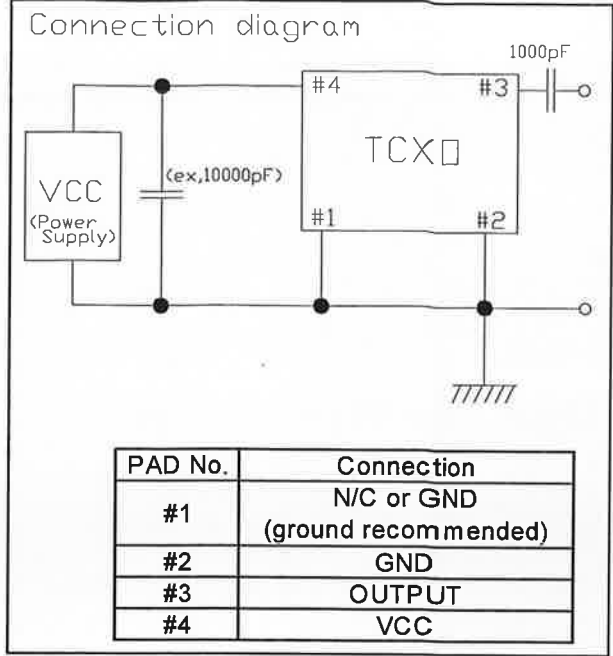 Connection diagram
1000pF
#4
#3
TCXO
(ex,10000pF)
VCC
(Power
Supply)
#1
#2
PAD No.
Connection
#1
N/C or GND
(ground recommended)
#2
GND
#3
OUTPUT
#4
VCC